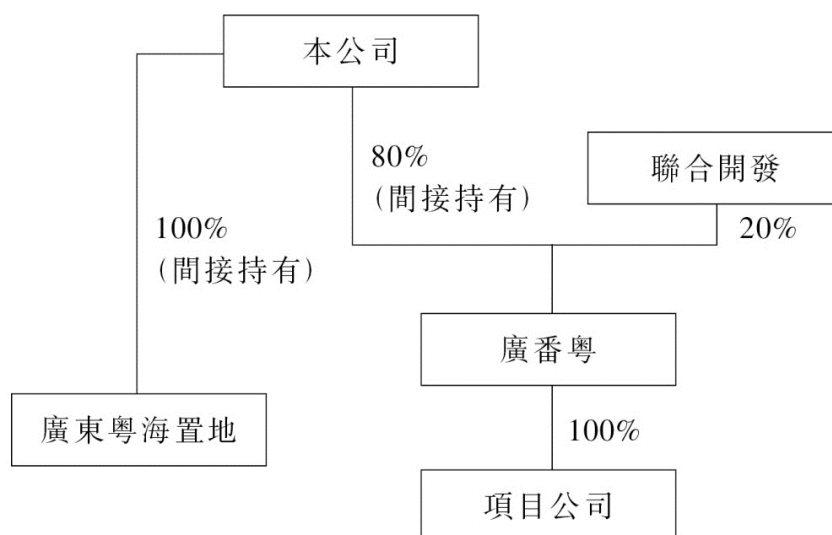 本公司
80%
(間接持有)
聯合開發
20%
100%
(間接持有)
廣番粵
廣東粵海置地
100%
項目公司